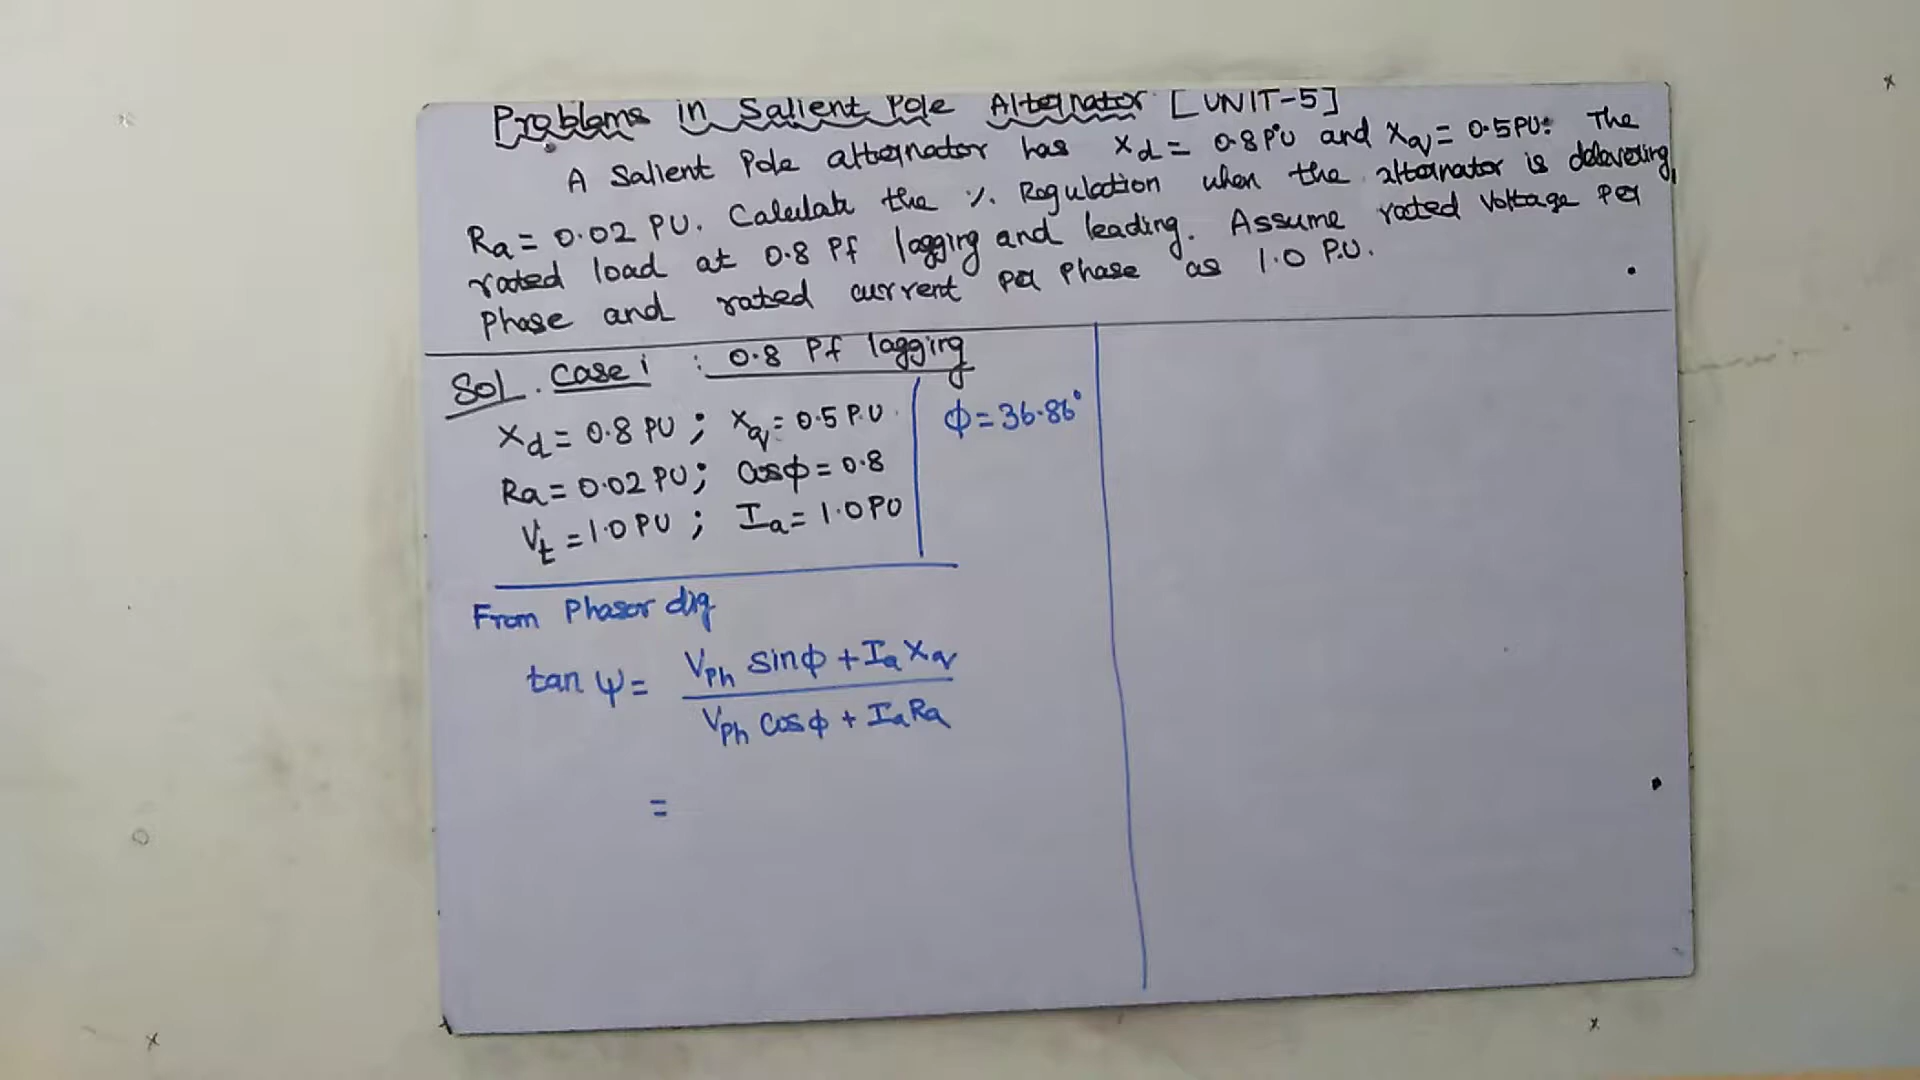 Problems in Salient Pole Alternator [UNIT-5]
A Salient Pole alternator has Xd = 0.8 PU and Xq = 0.5 PU. The
Ra = 0.02 PU. Calculate the %. Regulation when the alternator is delavering
rated load at 0.8 Pf lagging and leading. Assume rated Voltage Per
Phase and rated current Per Phase as 1.0 P.U.
Sol. Case 1 : 0.8 Pf lagging
Xd = 0.8 PU ; Xq = 0.5 P.U.
Ra = 0.02 PU ; Cosϕ = 0.8
Vt = 1.0 PU ; Ia = 1.0 PU
ϕ = 36.86°
From Phasor dig
tan ψ = VPh sinϕ + Ia Xq
VPh Cosϕ + Ia Ra
=